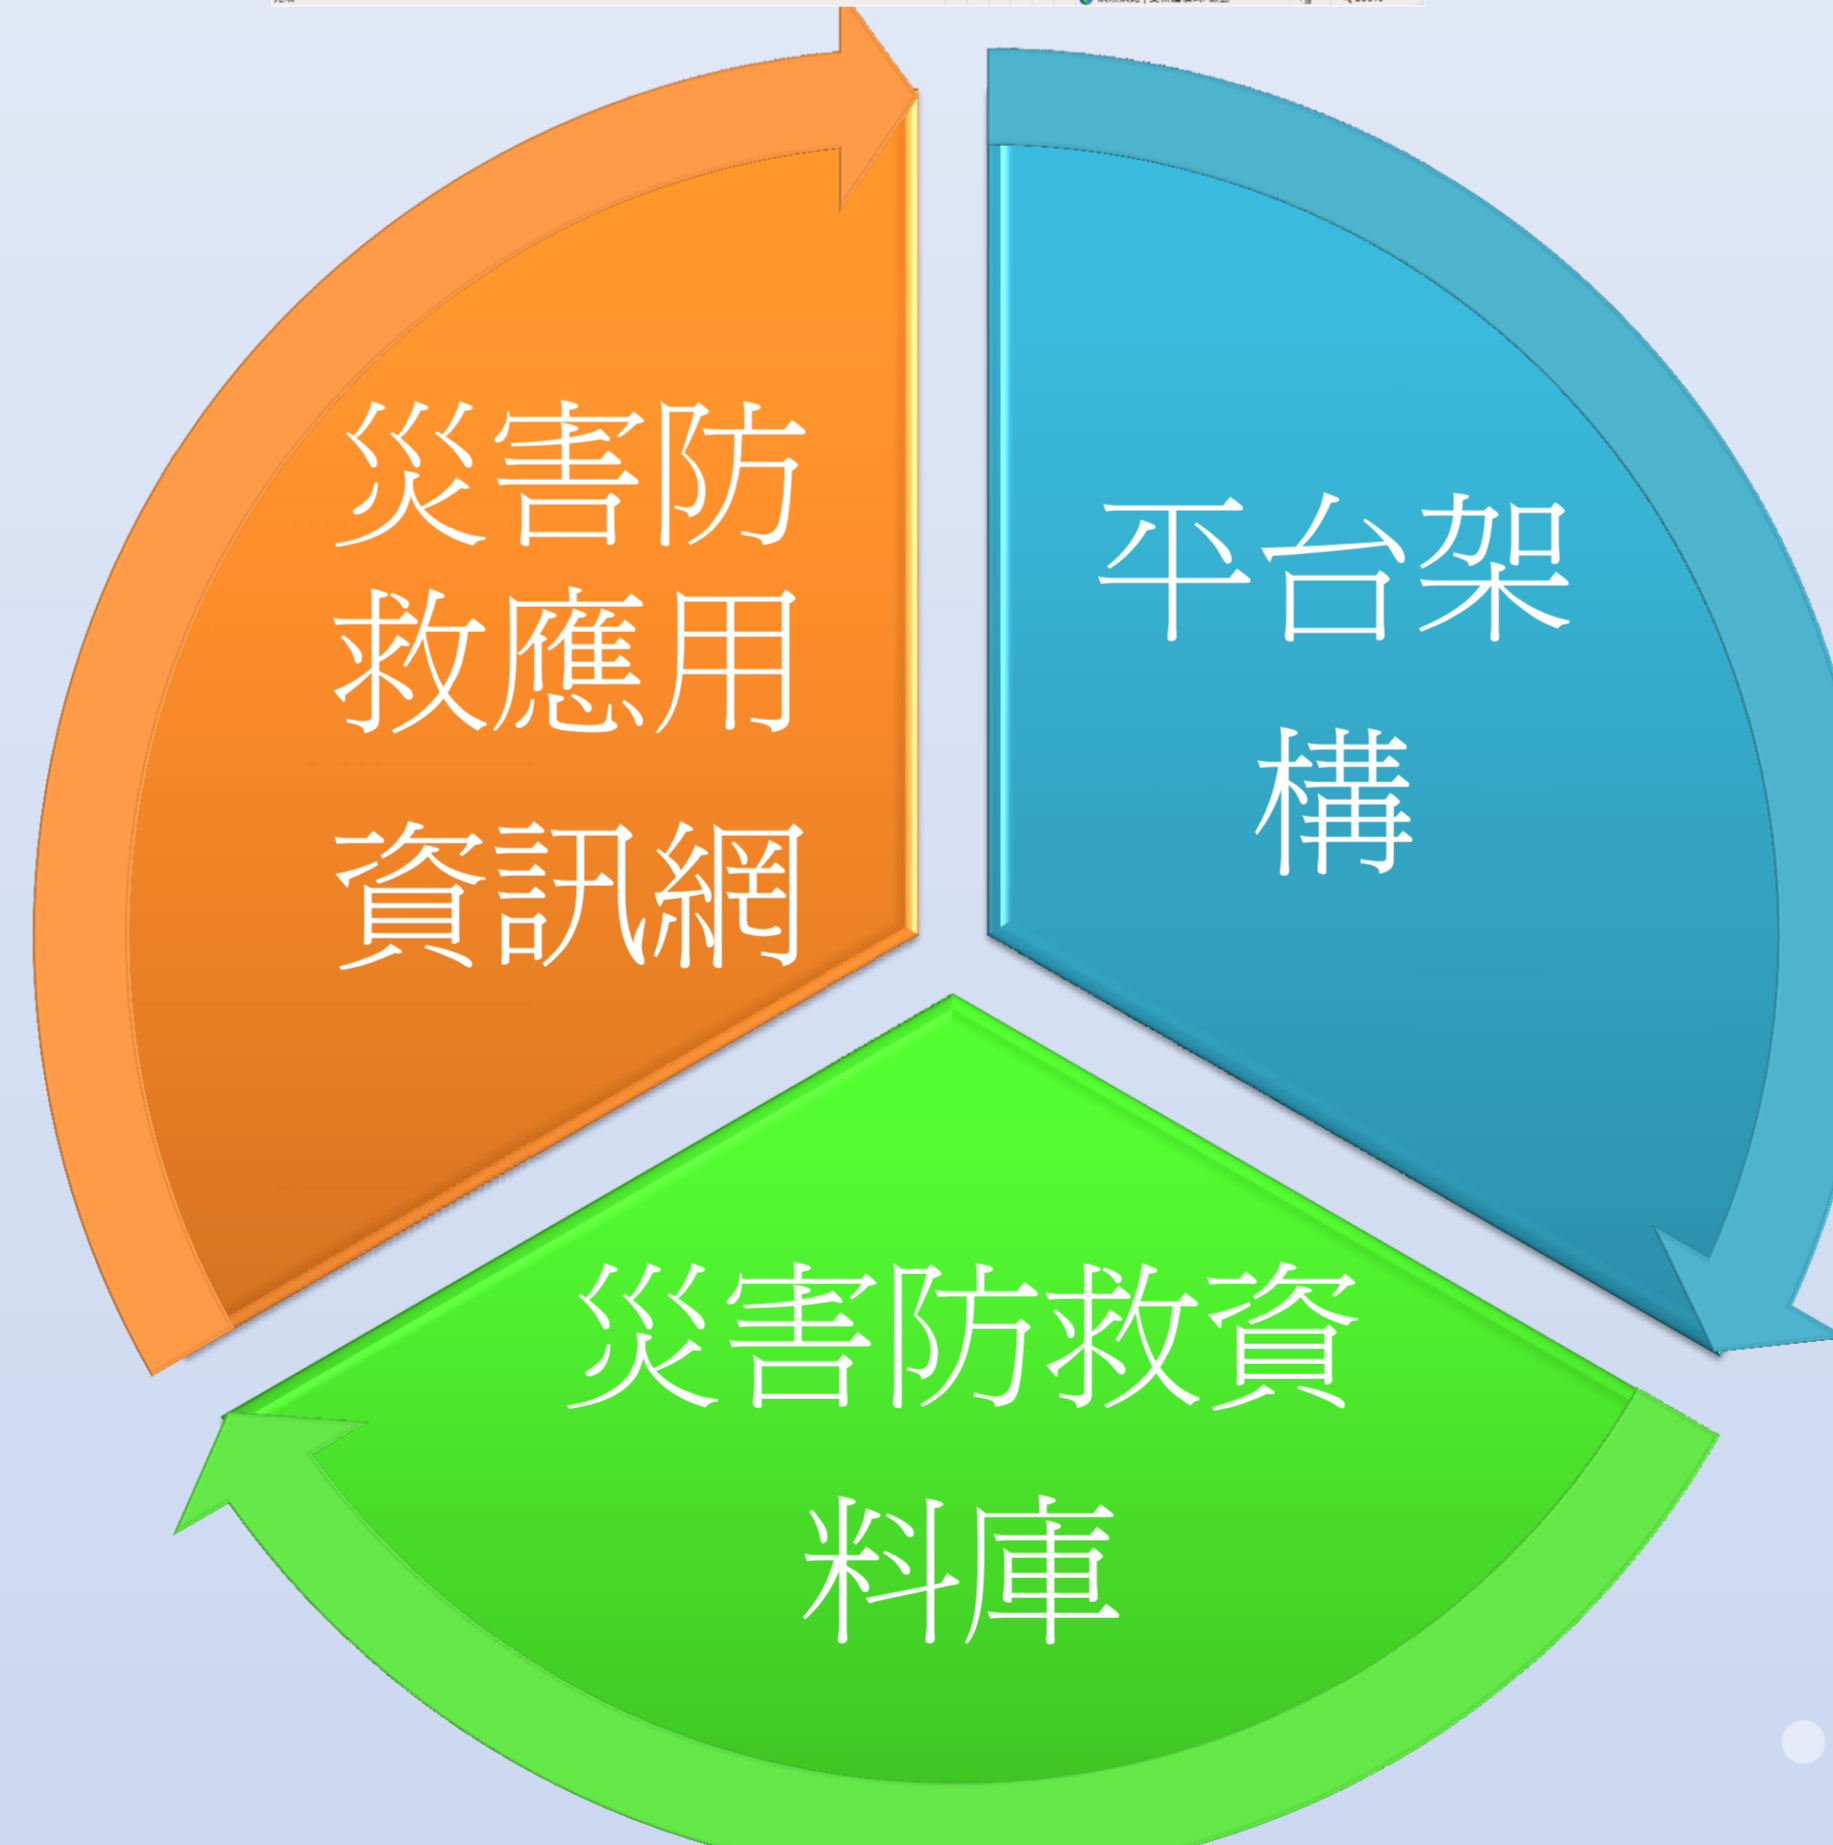 災害防
救應用
資訊網
平台架
構
災害防救資
料庫